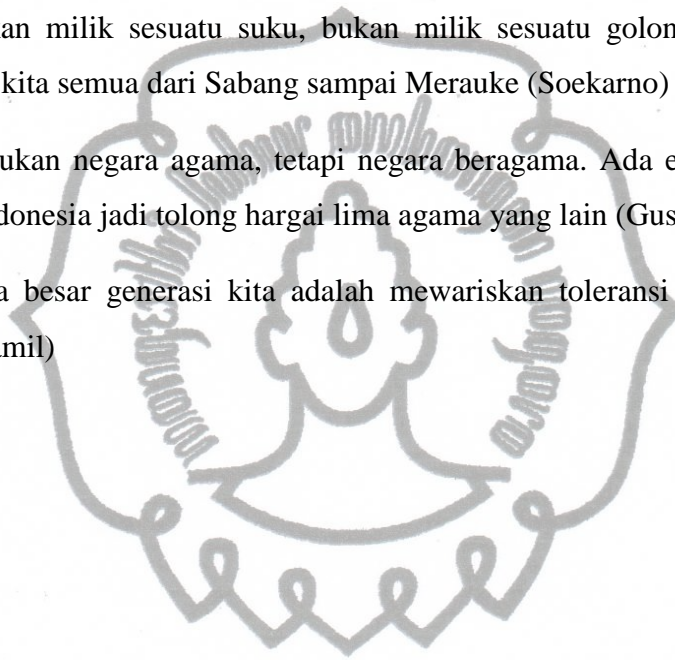 an milik sesuatu suku, bukan milik sesuatu golon
kita semua dari Sabang sampai Merauke (Soekarno)
ukan negara agama, tetapi negara beragama. Ada e
donesia jadi tolong hargai lima agama yang lain (Gus
a besar generasi kita adalah mewariskan toleransi
amil)